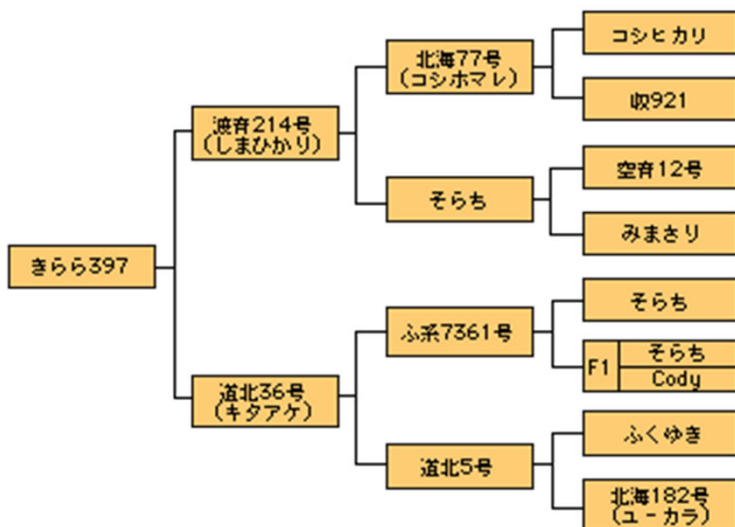 コシヒカリ
北海77号
(コシホマレ)
収921
渡育214号
(しまひかり)
空育12号
そらち
みまさり
きらら397
そらち
ふ系7361号
F1
そらち
Cody
道北36号
(キタアケ)
ふくゆき
道北5号
北海182号
(ユーカラ)